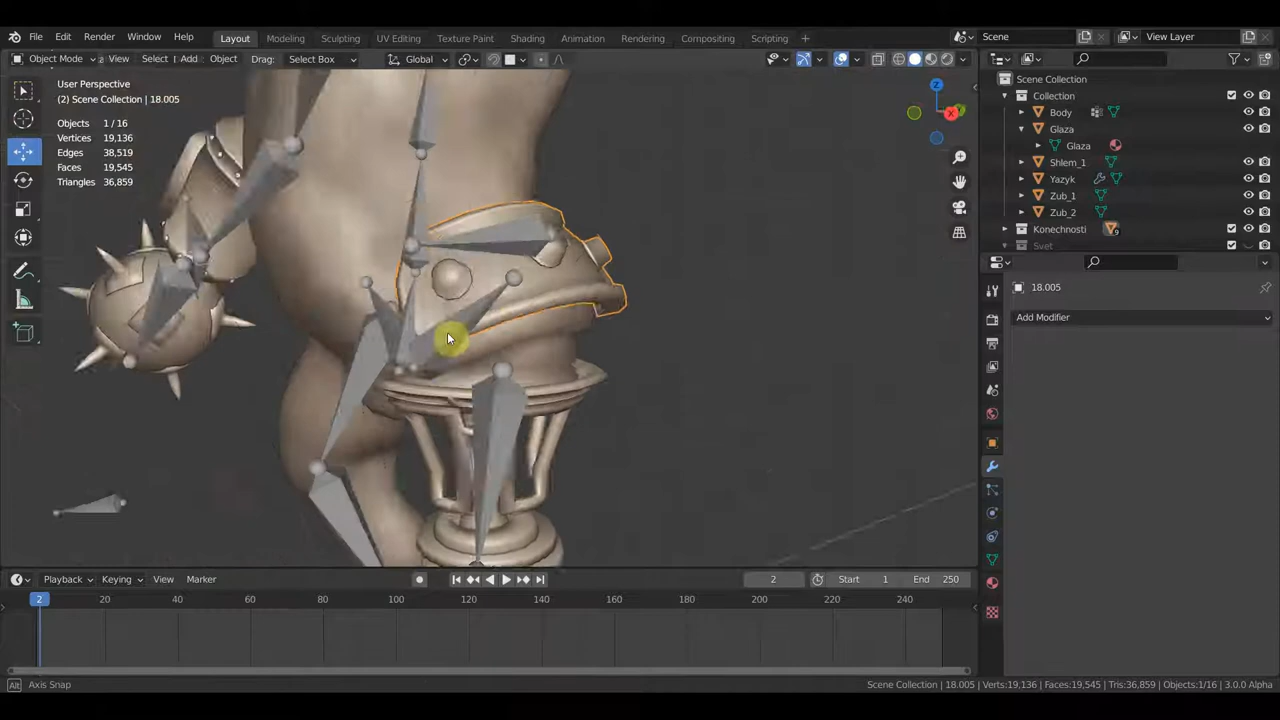 File Edit Render Window Help Layout Modeling Sculpting UV Editing Texture Paint Shading Animation Rendering Compositing Scripting + Scene View Layer
Object Mode View Select Add Object Drag: Select Box Global
User Perspective
(2) Scene Collection | 18.005
Objects 1 / 16
Vertices 19,136
Edges 38,519
Faces 19,545
Triangles 36,859
Z
X
Scene Collection
Collection
Body
Glaza
Glaza
Shlem_1
Yazyk
Zub_1
Zub_2
Konechnosti 9
Svet
18.005
Add Modifier
Playback Keying View Marker 2 Start 1 End 250
2 20 40 60 80 100 120 140 160 180 200 220 240
Alt Axis Snap Scene Collection | 18.005 | Verts:19,136 | Faces:19,545 | Tris:36,859 | Objects:1/16 | 3.0.0 Alpha